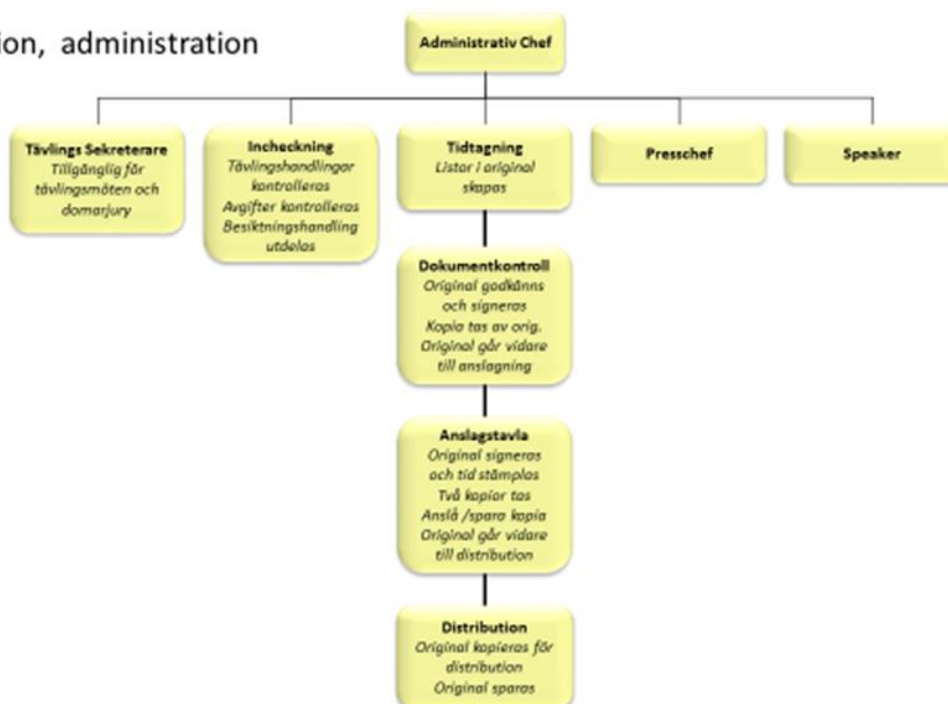 ion, administration
Administrativ Chef
Tävlings Sekreterare
Tillgänglig för
tävlingsmöten och
domarjury
Incheckning
Tävlingshandlingar
kontrolleras
Avgifter kontrolleras
Besiktningshandling
utdelas
Tidtagning
Listor i original
skapas
Presschef
Speaker
Dokumentkontroll
Original godkänns
och signeras
Kopia tas av orig.
Original går vidare
till anslagning
Anslagstavla
Original signeras
och tid stämplas
Två kopior tas
Anslå /spara kopia
Original går vidare
till distribution
Distribution
Original kopieras för
distribution
Original sparas